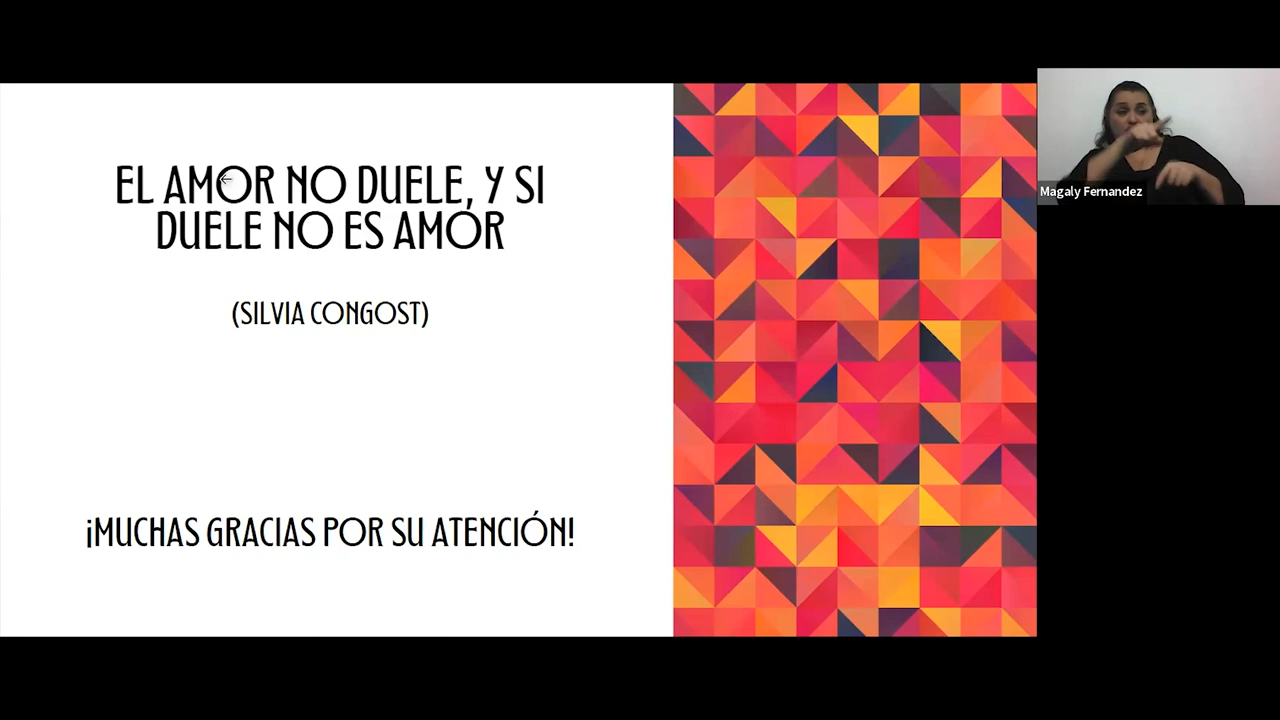 EL AMOR NO DUELE, Y SI
DUELE NO ES AMOR
(SILVIA CONGOST)
¡MUCHAS GRACIAS POR SU ATENCIÓN!
Magaly Fernandez